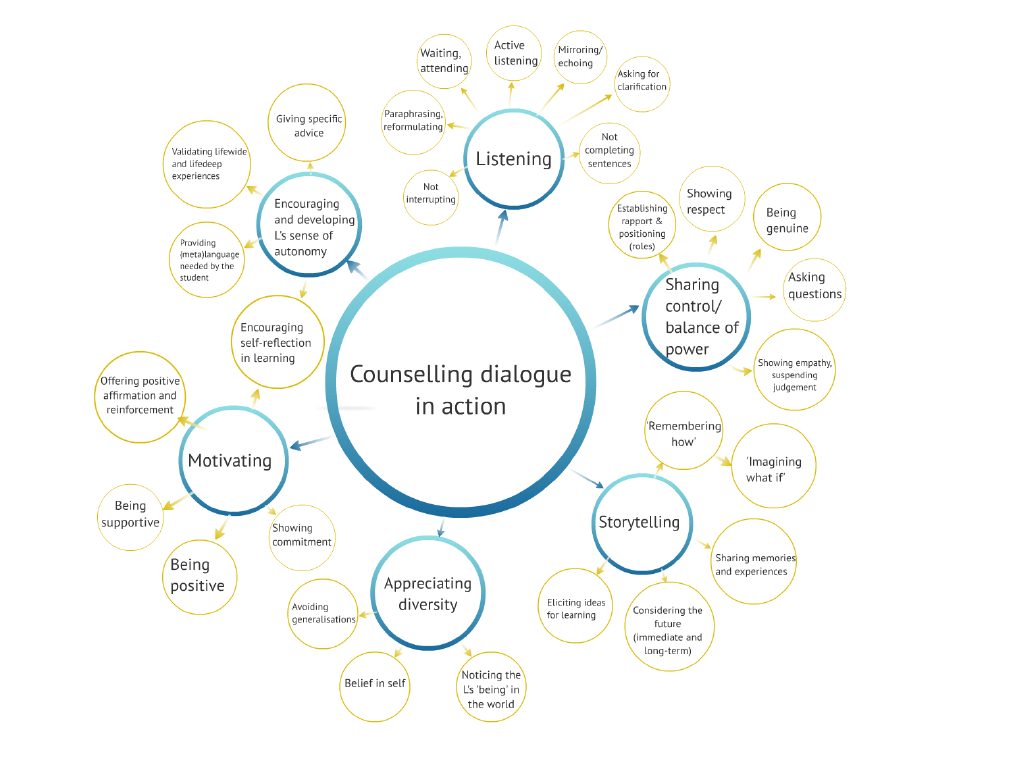 Counselling dialogue
in action
Listening
Waiting,
attending
Active
listening
Mirroring/
echoing
Asking for
clarification
Not
completing
sentences
Paraphrasing,
reformulating
Not
interrupting
Sharing
control/
balance of
power
Establishing
rapport &
positioning
(roles)
Showing
respect
Being
genuine
Asking
questions
Showing empathy,
suspending
judgement
Storytelling
'Remembering
how'
'Imagining
what if'
Sharing memories
and experiences
Considering the
future
(immediate and
long-term)
Eliciting ideas
for learning
Appreciating
diversity
Avoiding
generalisations
Belief in self
Noticing the
L's 'being' in
the world
Motivating
Offering positive
affirmation and
reinforcement
Being
supportive
Being
positive
Showing
commitment
Encouraging
self-reflection
in learning
Encouraging
and developing
L's sense of
autonomy
Giving specific
advice
Validating lifewide
and lifedeep
experiences
Providing
(meta)language
needed by the
student